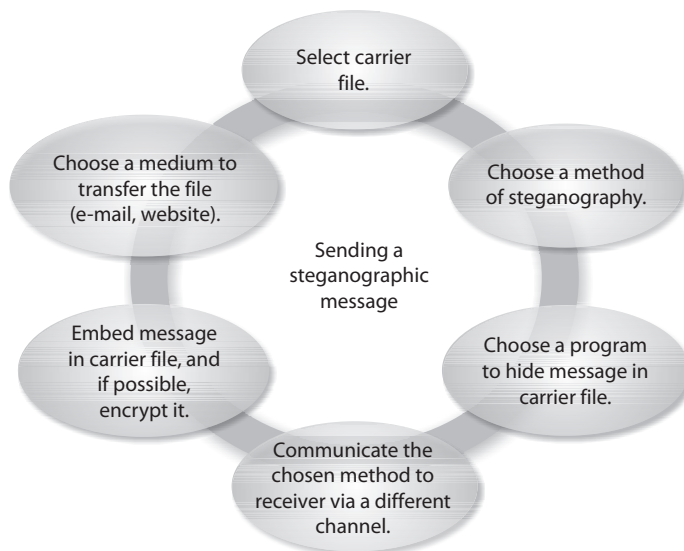 Select carrier
file.
Choose a method
of steganography.
Choose a program
to hide message in
carrier file.
Communicate the
chosen method to
receiver via a different
channel.
Embed message
in carrier file, and
if possible,
encrypt it.
Choose a medium to
transfer the file
(e-mail, website).
Sending a
steganographic
message